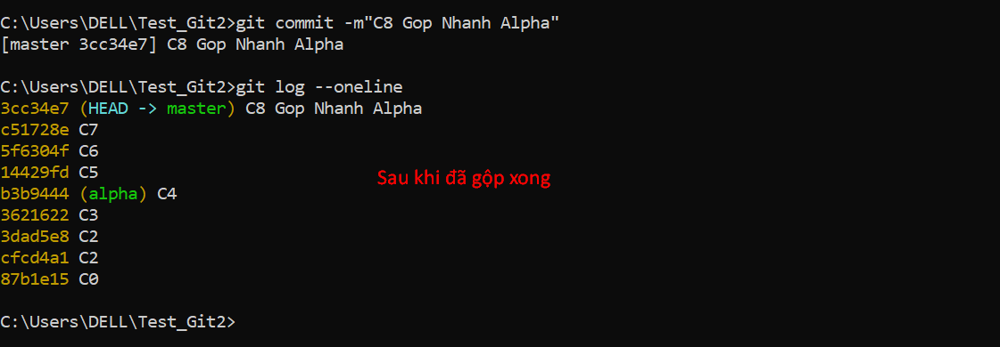 C:\Users\DELL\Test_Git2>git commit -m"C8 Gop Nhanh Alpha"
[master 3cc34e7] C8 Gop Nhanh Alpha
C:\Users\DELL\Test_Git2>git log --oneline
3cc34e7 (HEAD -> master) C8 Gop Nhanh Alpha
c51728e C7
5f6304f C6
14429fd C5
Sau khi đã gộp xong
b3b9444 (alpha) C4
3621622 C3
3dad5e8 C2
cfcd4a1 C2
87b1e15 C0
C:\Users\DELL\Test_Git2>